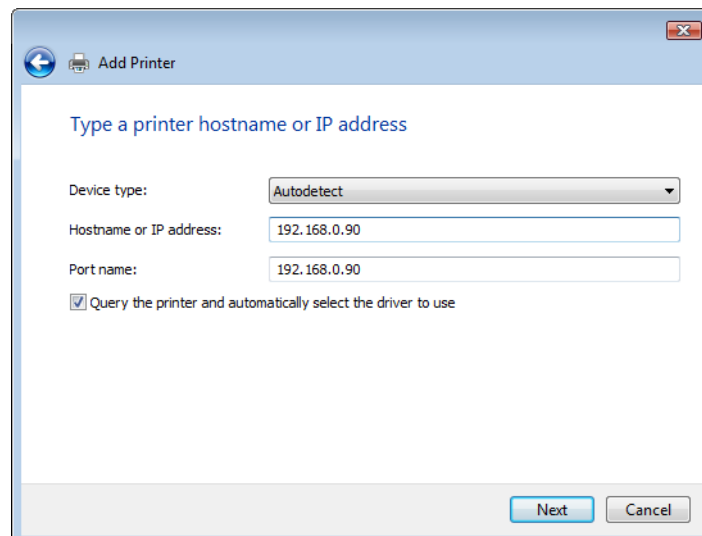 Add Printer
Type a printer hostname or IP address
Device type: Autodetect
Hostname or IP address: 192.168.0.90
Port name: 192.168.0.90
Query the printer and automatically select the driver to use
Next Cancel